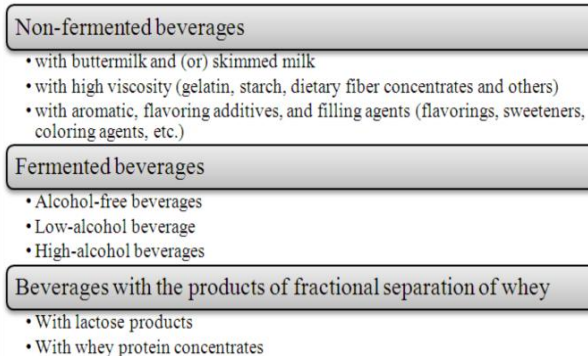 Non-fermented beverages
• with buttermilk and (or) skimmed milk
• with high viscosity (gelatin, starch, dietary fiber concentrates and others)
• with aromatic, flavoring additives, and filling agents (flavorings, sweeteners,
coloring agents, etc.)
Fermented beverages
• Alcohol-free beverages
• Low-alcohol beverage
• High-alcohol beverages
Beverages with the products of fractional separation of whey
• With lactose products
• With whey protein concentrates